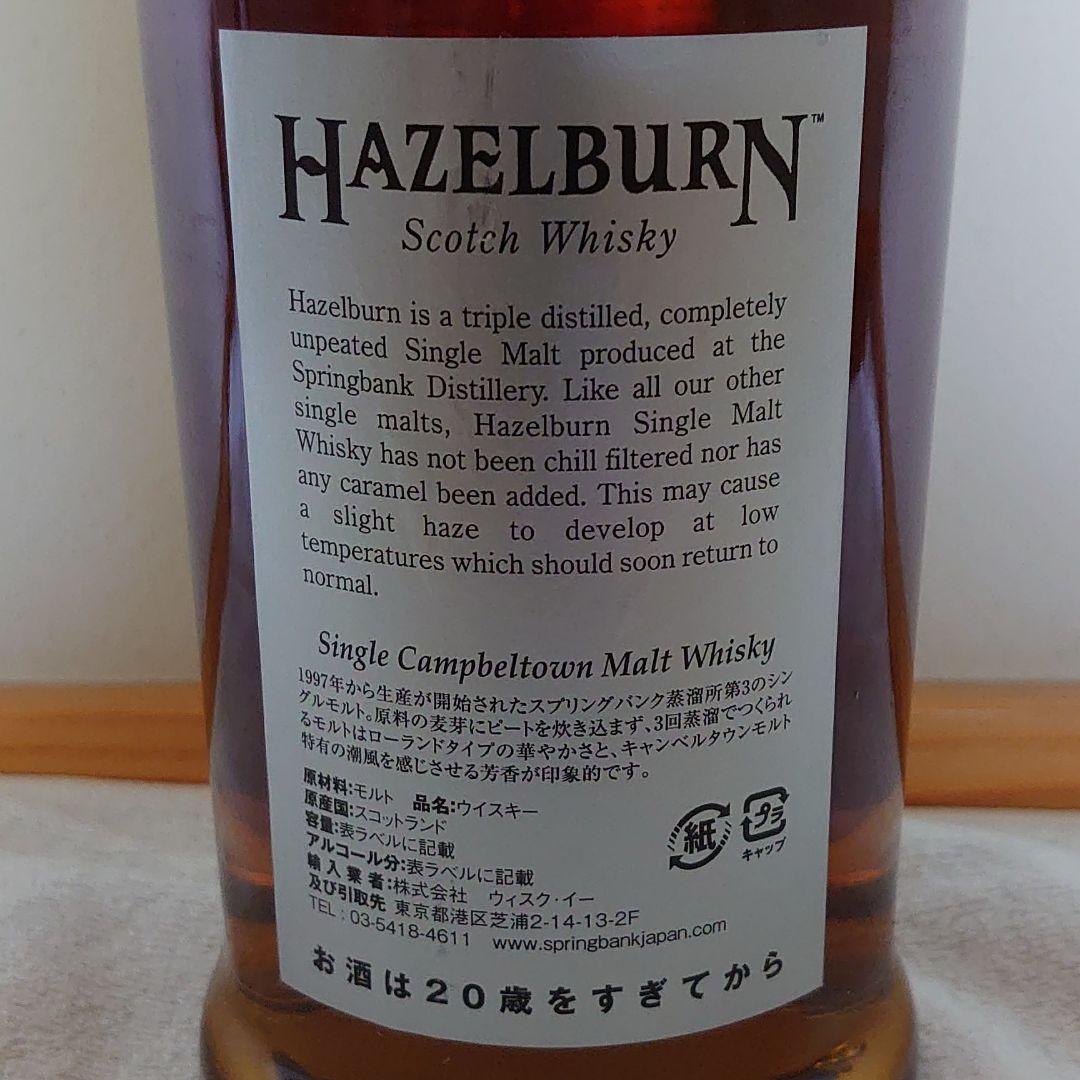 HAZELBURN™
Scotch Whisky
Hazelburn is a triple distilled, completely
unpeated Single Malt produced at the
Springbank Distillery. Like all our other
single malts, Hazelburn Single Malt
Whisky has not been chill filtered nor has
any caramel been added. This may cause
a slight haze to develop at low
temperatures which should soon return to
normal.
Single Campbeltown Malt Whisky
1997年から生産が開始されたスプリングバンク蒸溜所第3のシン
グルモルト。原料の麦芽にピートを炊き込まず、3回蒸溜でつくられ
るモルトはローランドタイプの華やかさと、キャンベルタウンモルト
特有の潮風を感じさせる芳香が印象的です。
原材料:モルト 品名:ウイスキー
原産国:スコットランド
容量:表ラベルに記載
アルコール分:表ラベルに記載
輸入業者:株式会社 ウィスク・イー
及び引取先 東京都港区芝浦2-14-13-2F
TEL : 03-5418-4611 www.springbankjapan.com
紙
プラ
キャップ
お酒は20歳をすぎてから